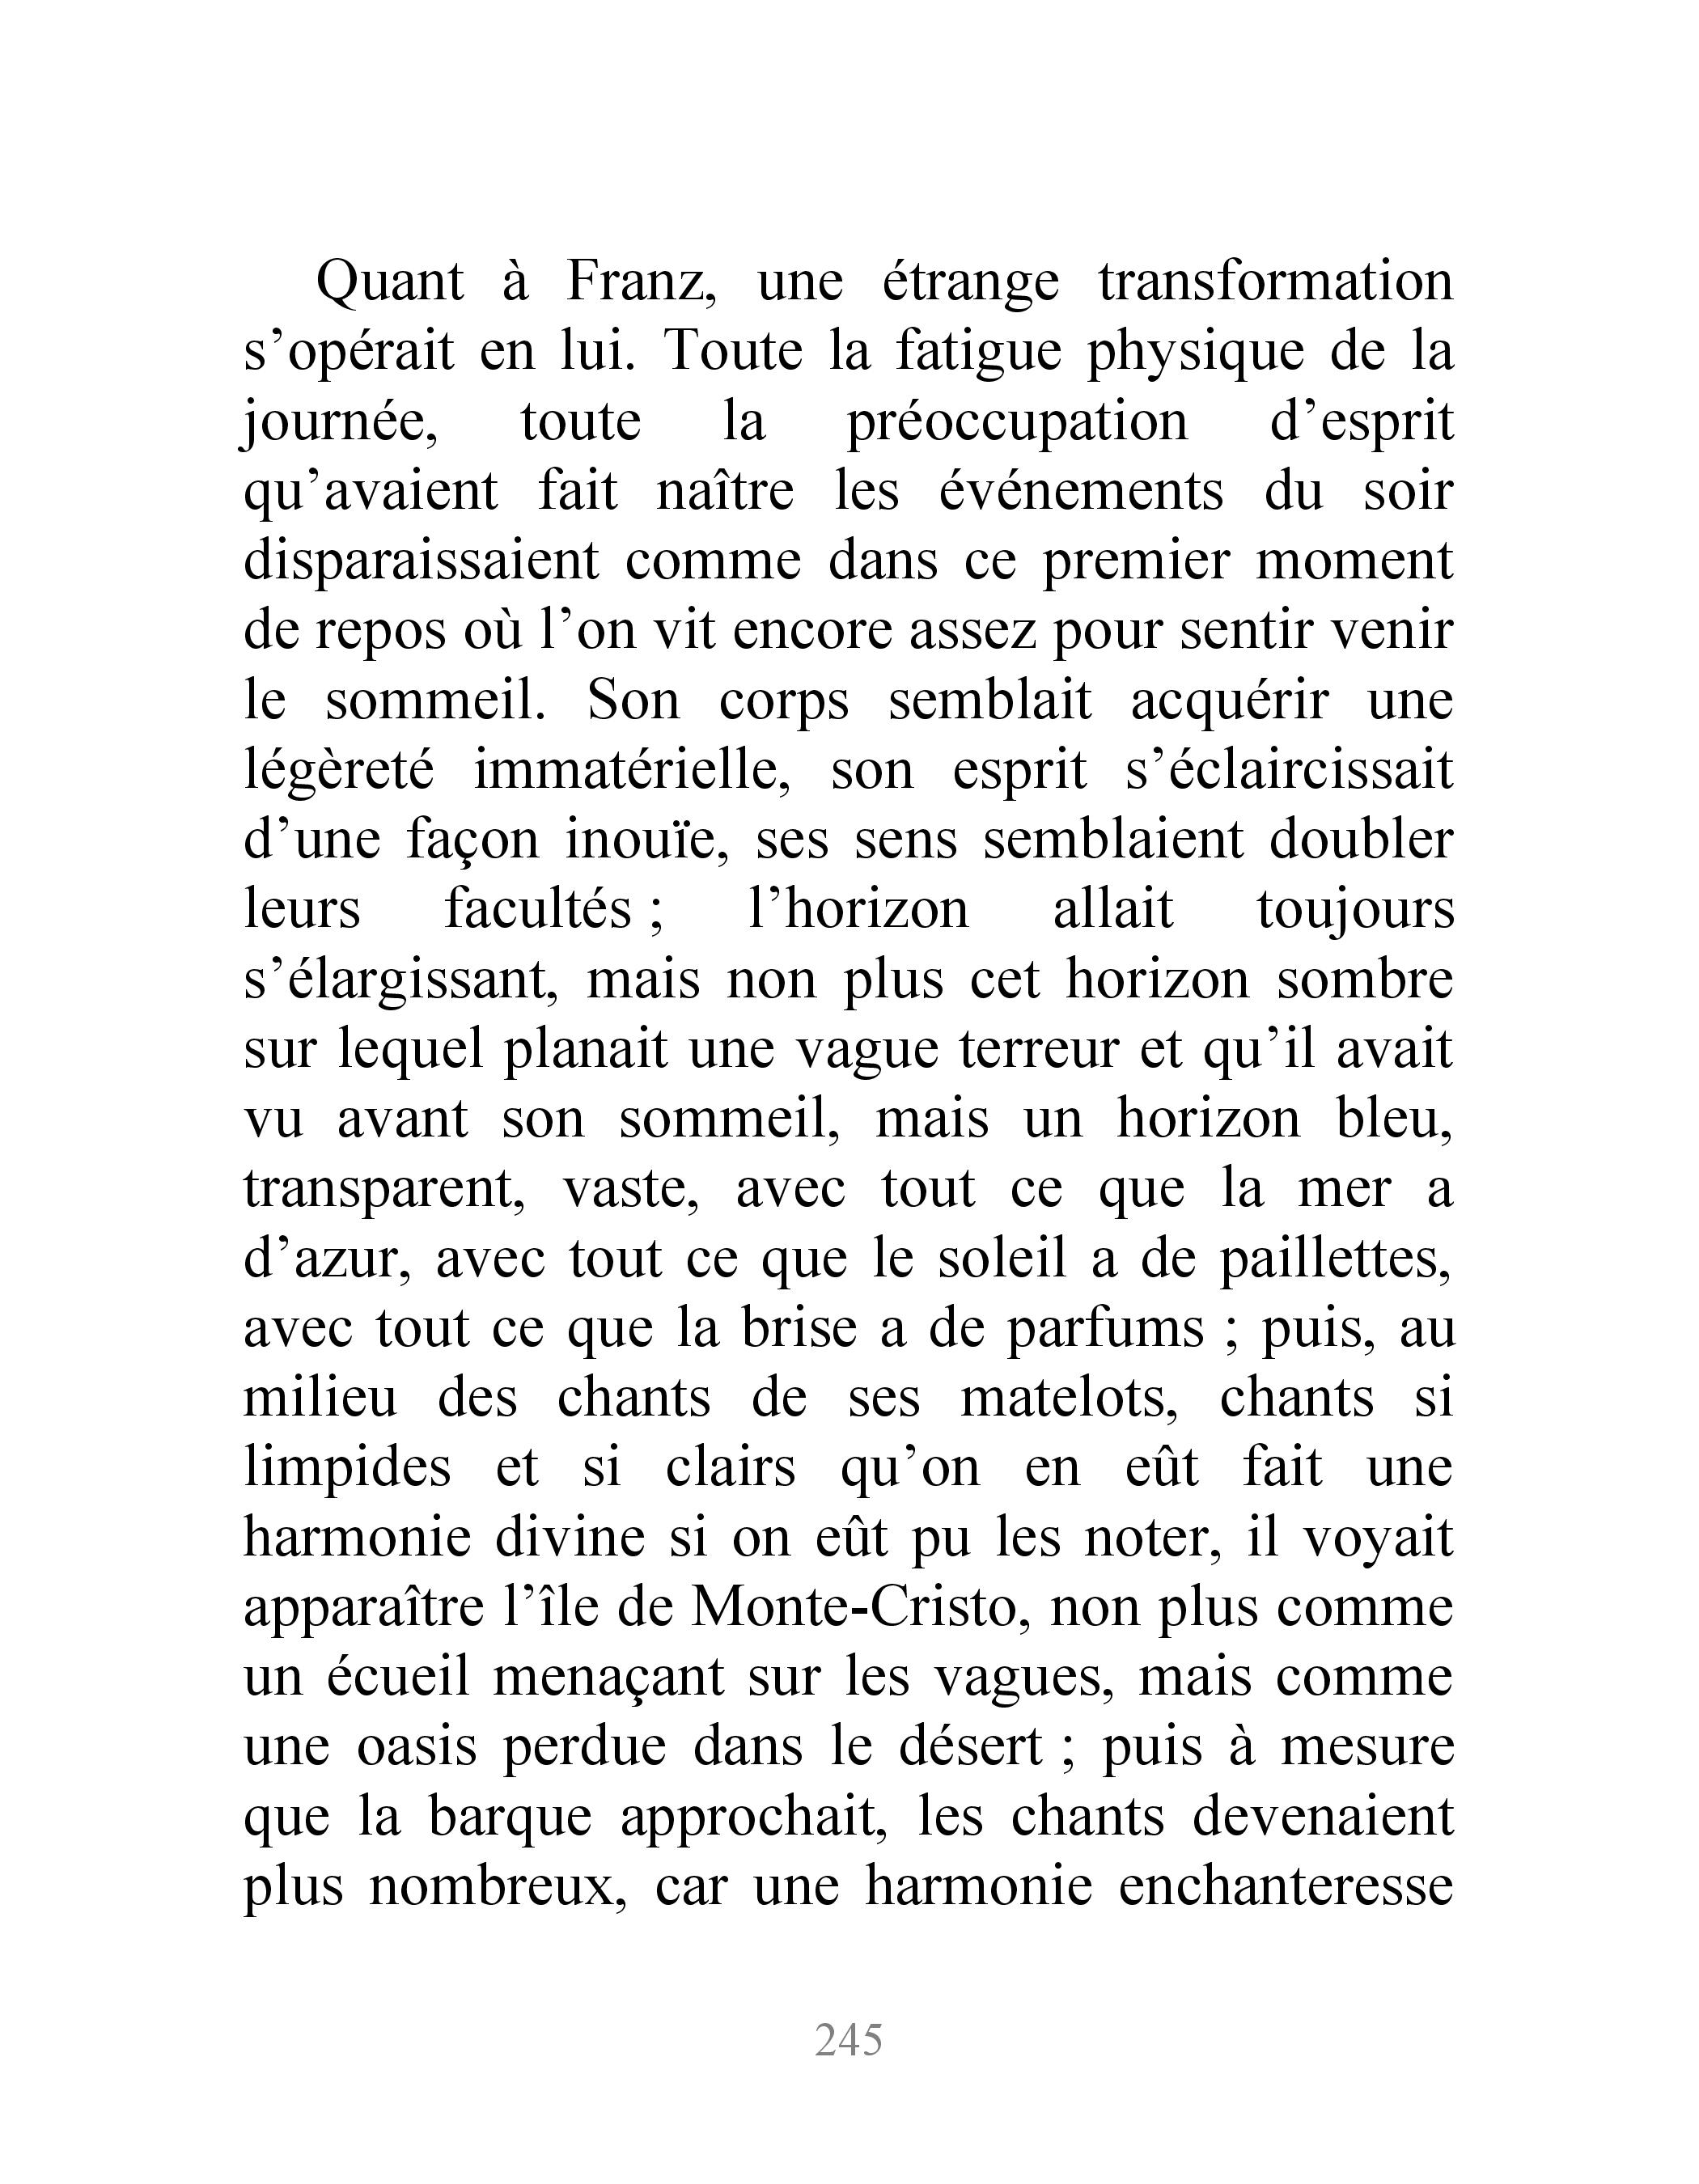 Quant à Franz, une étrange transformation
s’opérait en lui. Toute la fatigue physique de la
journée, toute la préoccupation d’esprit
qu’avaient fait naître les événements du soir
disparaissaient comme dans ce premier moment
de repos où l’on vit encore assez pour sentir venir
le sommeil. Son corps semblait acquérir une
légèreté immatérielle, son esprit s’éclaircissait
d’une façon inouïe, ses sens semblaient doubler
leurs facultés ; l’horizon allait toujours
s’élargissant, mais non plus cet horizon sombre
sur lequel planait une vague terreur et qu’il avait
vu avant son sommeil, mais un horizon bleu,
transparent, vaste, avec tout ce que la mer a
d’azur, avec tout ce que le soleil a de paillettes,
avec tout ce que la brise a de parfums ; puis, au
milieu des chants de ses matelots, chants si
limpides et si clairs qu’on en eût fait une
harmonie divine si on eût pu les noter, il voyait
apparaître l’île de Monte-Cristo, non plus comme
un écueil menaçant sur les vagues, mais comme
une oasis perdue dans le désert ; puis à mesure
que la barque approchait, les chants devenaient
plus nombreux, car une harmonie enchanteresse
245